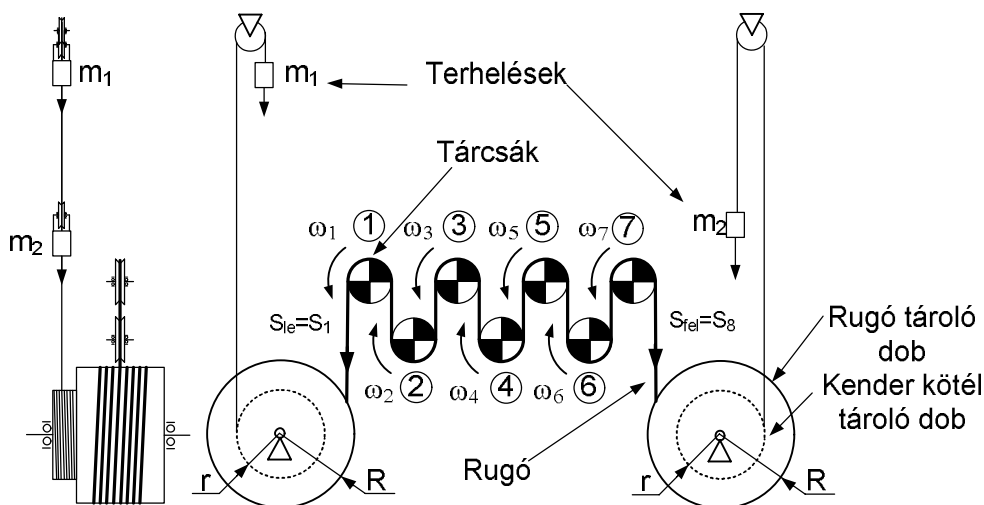 m₁
m₁
Terhelések
Tárcsák
m₂
m₂
ω₁
1
ω₃
3
ω₅
5
ω₇
7
Sle=S₁
Sfel=S₈
ω₂
2
ω₄
4
ω₆
6
Rugó tároló
dob
Kender kötél
tároló dob
Rugó
r
R
r
R